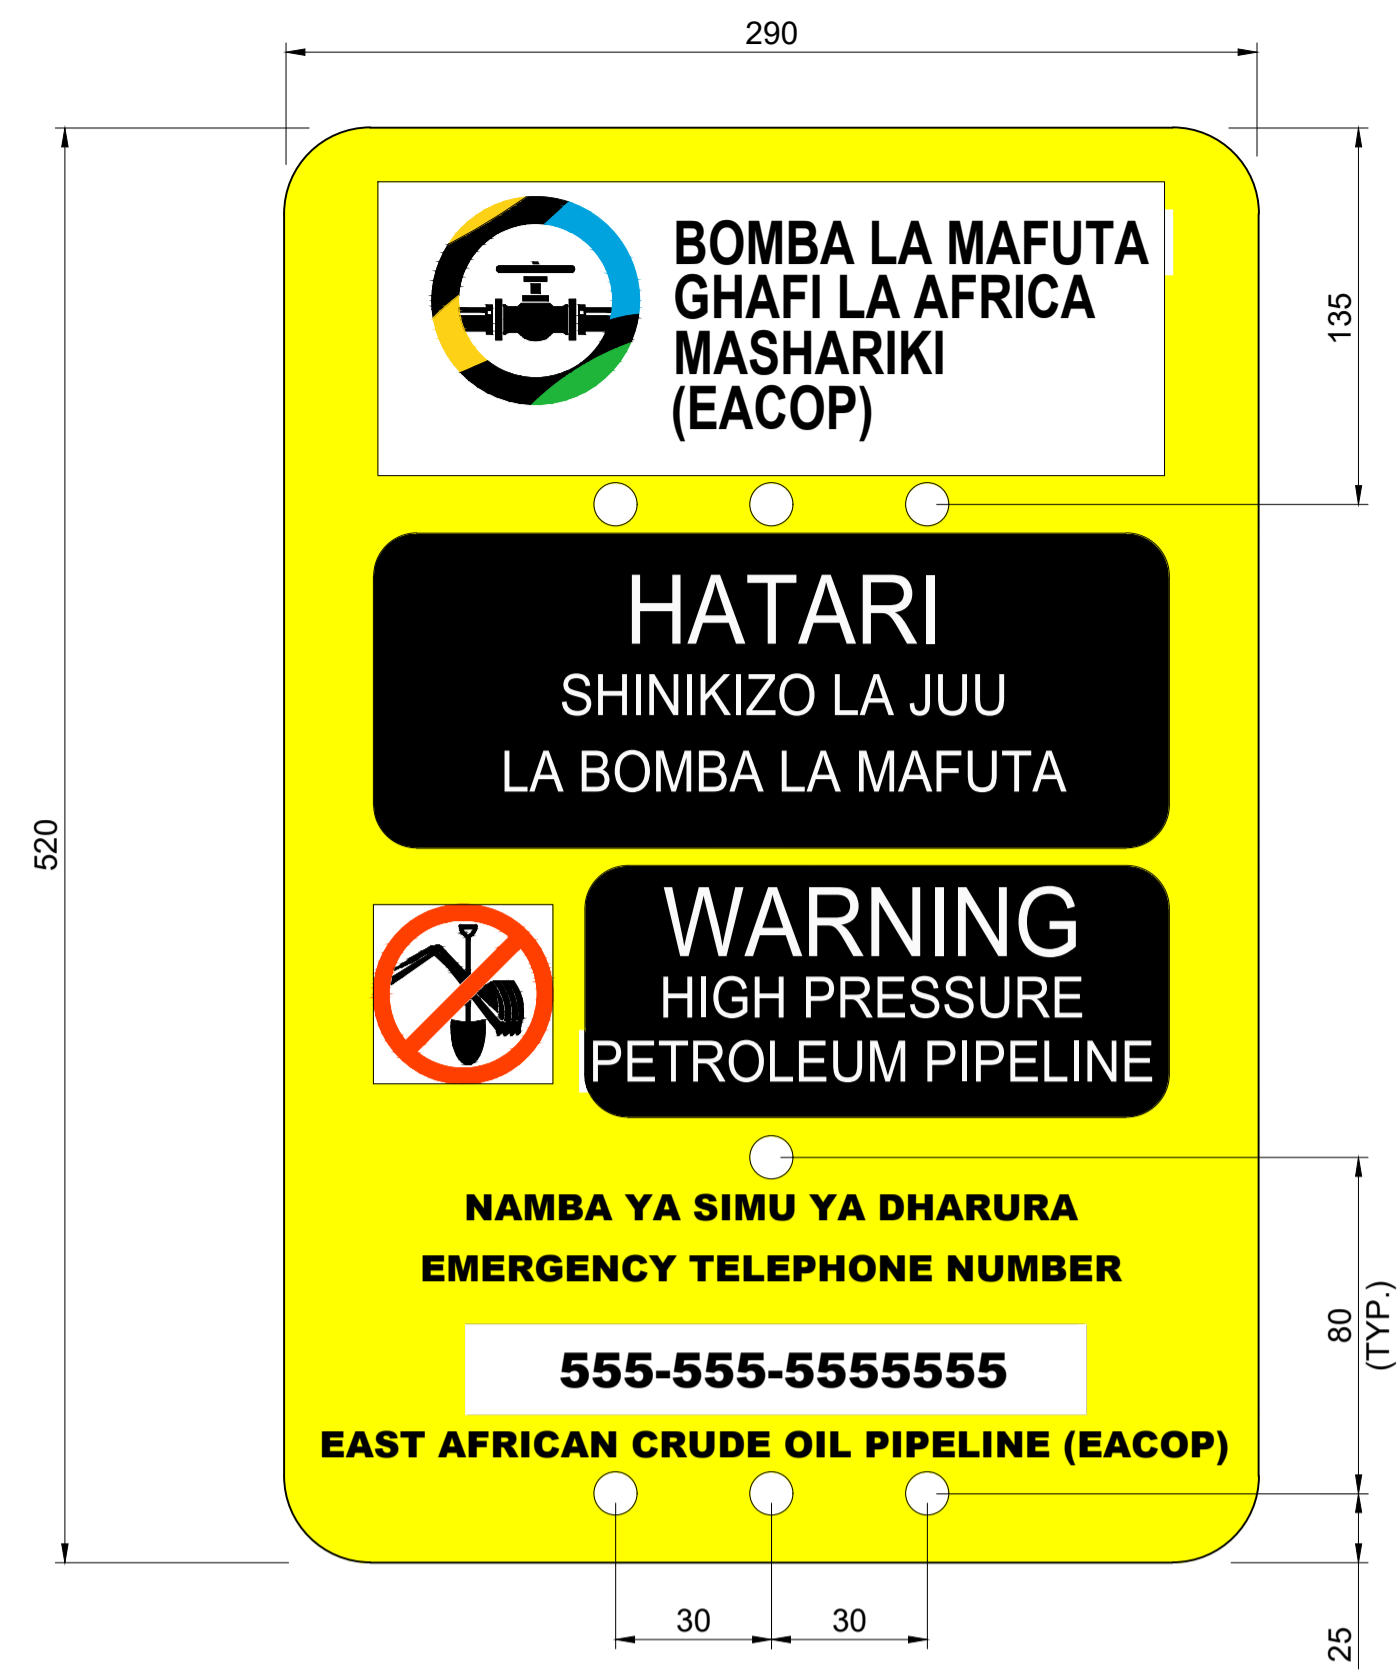 290
BOMBA LA MAFUTA
GHAFI LA AFRICA
MASHARIKI
(EACOP)
135
HATARI
SHINIKIZO LA JUU
LA BOMBA LA MAFUTA
520
WARNING
HIGH PRESSURE
PETROLEUM PIPELINE
NAMBA YA SIMU YA DHARURA
EMERGENCY TELEPHONE NUMBER
80
(TYP.)
555-555-5555555
EAST AFRICAN CRUDE OIL PIPELINE (EACOP)
30
30
25